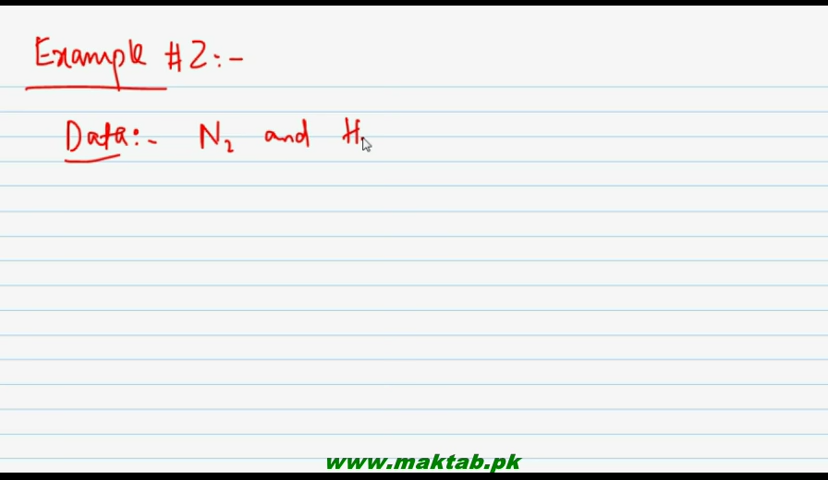 Example #2:-
Data:- N₂ and H
www.maktab.pk